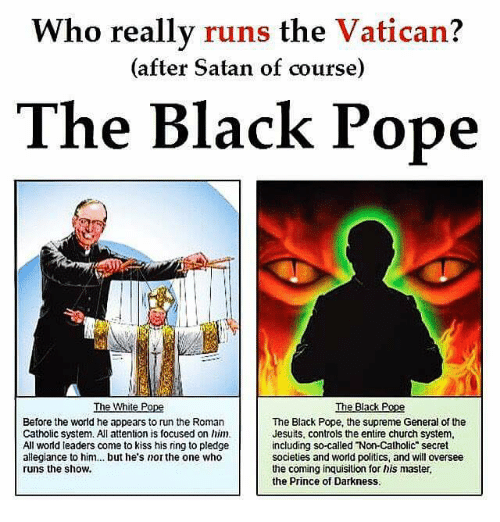 Who really runs the Vatican?
(after Satan of course)
The Black Pope
The White Pope
Before the world he appears to run the Roman
Catholic system. All attention is focused on him.
All world leaders come to kiss his ring to pledge
allegiance to him... but he's not the one who
runs the show.
The Black Pope
The Black Pope, the supreme General of the
Jesuits, controls the entire church system,
including so-called "Non-Catholic" secret
societies and world politics, and will oversee
the coming inquisition for his master,
the Prince of Darkness.